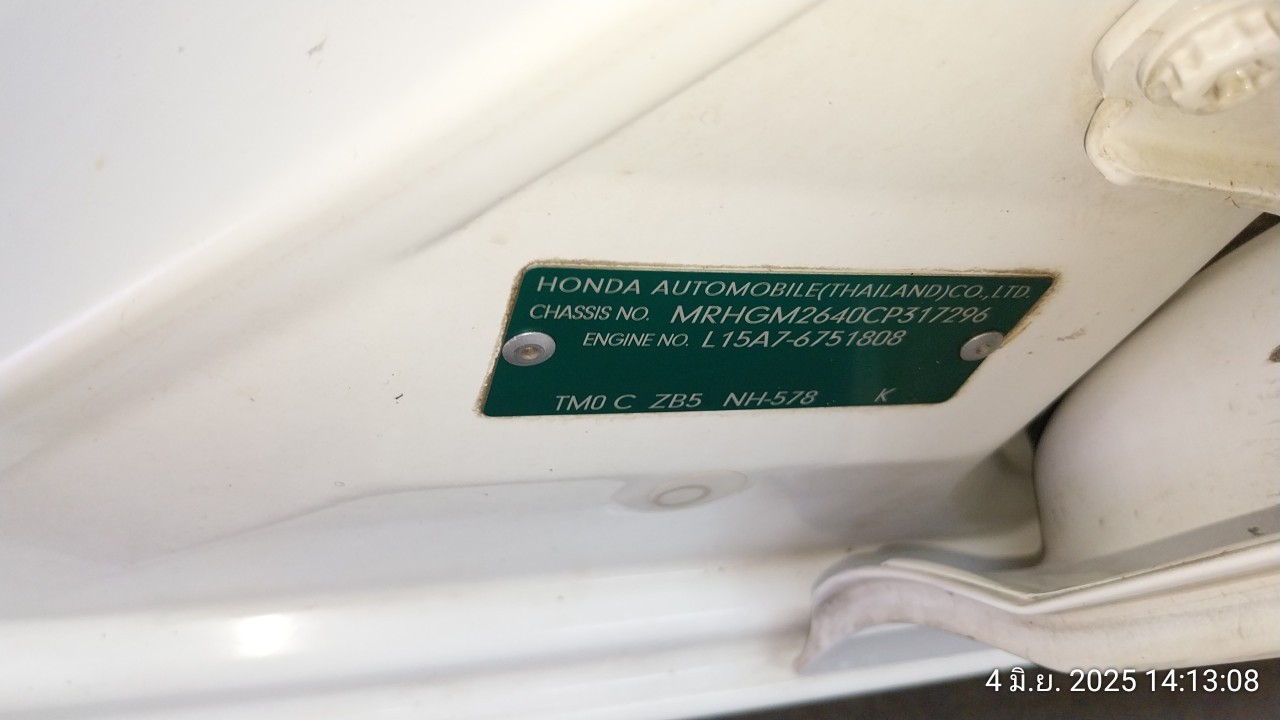 HONDA AUTOMOBILE(THAILAND)CO.,LTD.
CHASSIS NO. MRHGM2640CP317296
ENGINE NO. L15A7-6751808
TM0 C ZB5 NH-578 K
4 มิ.ย. 2025 14:13:08